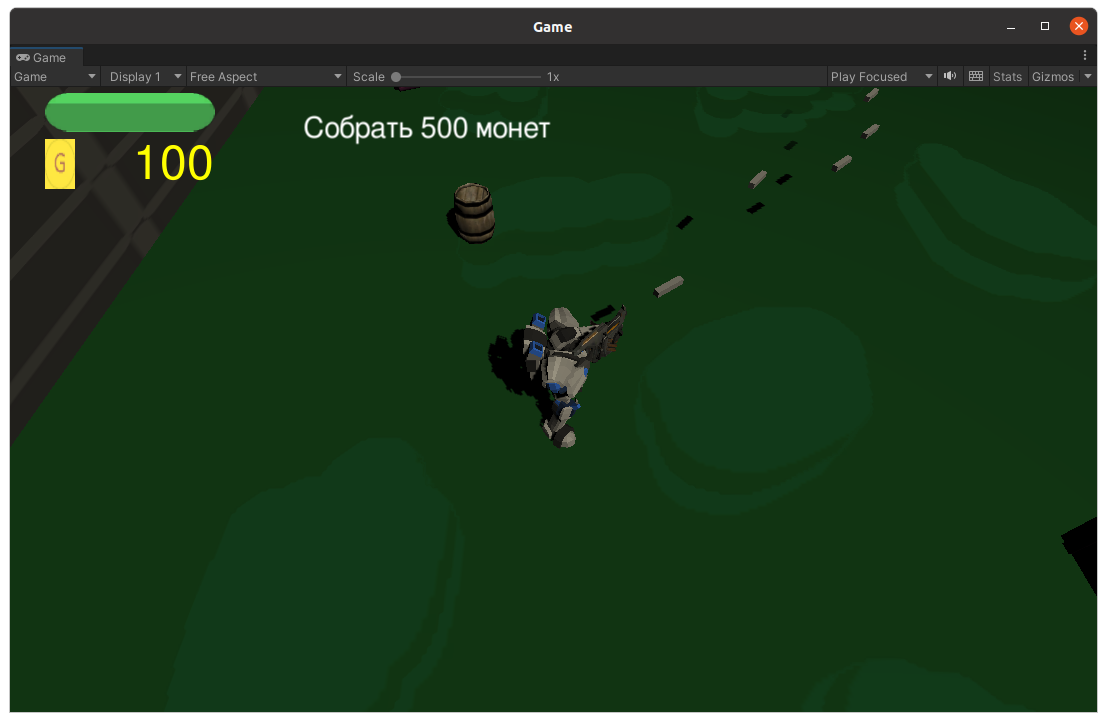 Game
Game
Game Display 1 Free Aspect Scale 1x Play Focused Stats Gizmos
Собрать 500 монет
G 100